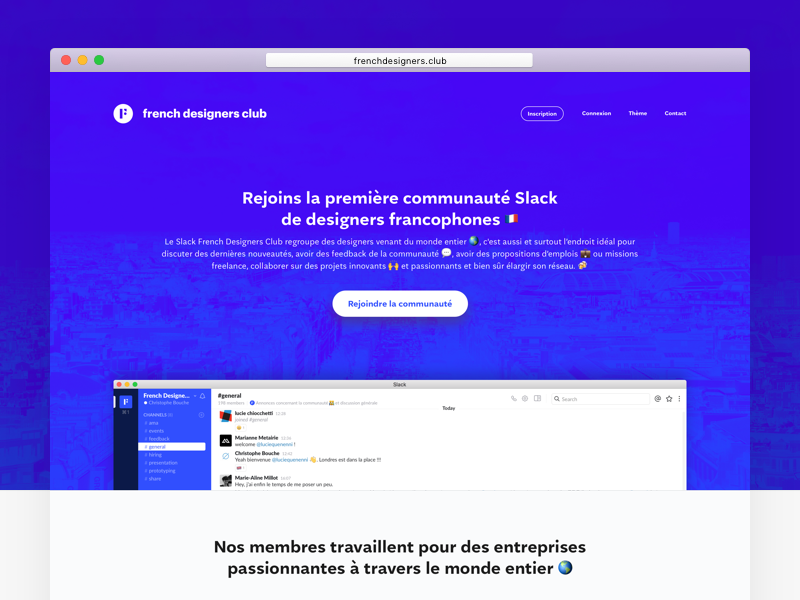 frenchdesigners.club
F french designers club
Inscription Connexion Thème Contact
Rejoins la première communauté Slack
de designers francophones
Le Slack French Designers Club regroupe des designers venant du monde entier 🌎, c'est aussi et surtout l'endroit idéal pour
discuter des dernières nouveautés, avoir des feedback de la communauté 💬, avoir des propositions d'emplois 💼 ou missions
freelance, collaborer sur des projets innovants 🙌 et passionnants et bien sûr élargir son réseau.
Rejoindre la communauté
Slack
French Designe...
Christophe Bouche
CHANNELS
# ama
# events
# feedback
# general
# hiring
# presentation
# prototyping
# share
#general
Search
Today
lucie chiocchetti 12:38
joined #general
Marianne Metairie
welcome @luciequenenni !
Christophe Bouche
Yeah bienvenue @luciequenenni 👋, Londres est dans la place !!!
Marie-Aline Millot
Hey, j'ai enfin le temps de me poser un peu.
Nos membres travaillent pour des entreprises
passionnantes à travers le monde entier 🌎